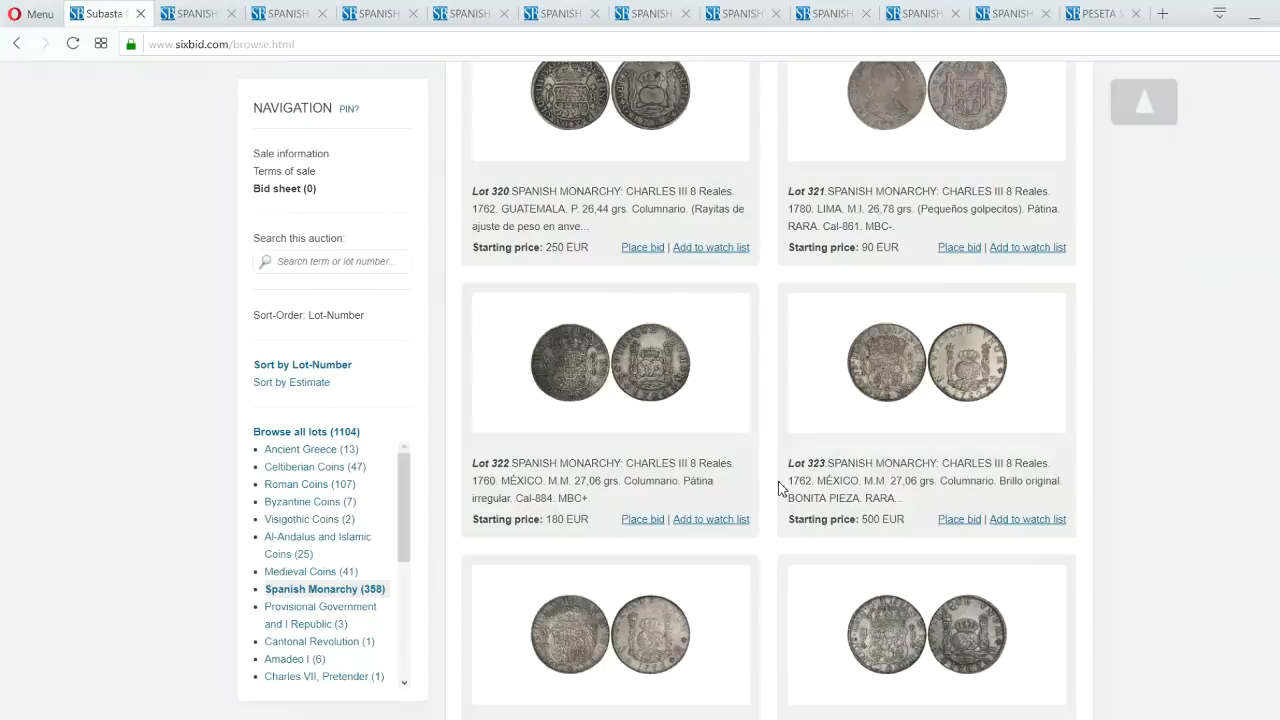 Menu
Subasta
SPANISH
SPANISH
SPANISH
SPANISH
SPANISH
SPANISH
SPANISH
SPANISH
SPANISH
SPANISH
PESETA S
www.sixbid.com/browse.html
NAVIGATION PIN?
Sale information
Terms of sale
Bid sheet (0)
Search this auction:
Search term or lot number...
Sort-Order: Lot-Number
Sort by Lot-Number
Sort by Estimate
Browse all lots (1104)
Ancient Greece (13)
Celtiberian Coins (47)
Roman Coins (107)
Byzantine Coins (7)
Visigothic Coins (2)
Al-Andalus and Islamic
Coins (25)
Medieval Coins (41)
Spanish Monarchy (358)
Provisional Government
and I Republic (3)
Cantonal Revolution (1)
Amadeo I (6)
Charles VII, Pretender (1)
Lot 320 SPANISH MONARCHY: CHARLES III 8 Reales.
1762. GUATEMALA. P. 26,44 grs. Columnario. (Rayitas de
ajuste de peso en anve...
Starting price: 250 EUR Place bid | Add to watch list
Lot 321 SPANISH MONARCHY: CHARLES III 8 Reales.
1780. LIMA. M.I. 26,78 grs. (Pequeños golpecitos). Pátina.
RARA. Cal-861. MBC-.
Starting price: 90 EUR Place bid | Add to watch list
Lot 322 SPANISH MONARCHY: CHARLES III 8 Reales.
1760. MÉXICO. M.M. 27,06 grs. Columnario. Pátina
irregular. Cal-884. MBC+.
Starting price: 180 EUR Place bid | Add to watch list
Lot 323 SPANISH MONARCHY: CHARLES III 8 Reales.
1762. MÉXICO. M.M. 27,06 grs. Columnario. Brillo original.
BONITA PIEZA. RARA...
Starting price: 500 EUR Place bid | Add to watch list